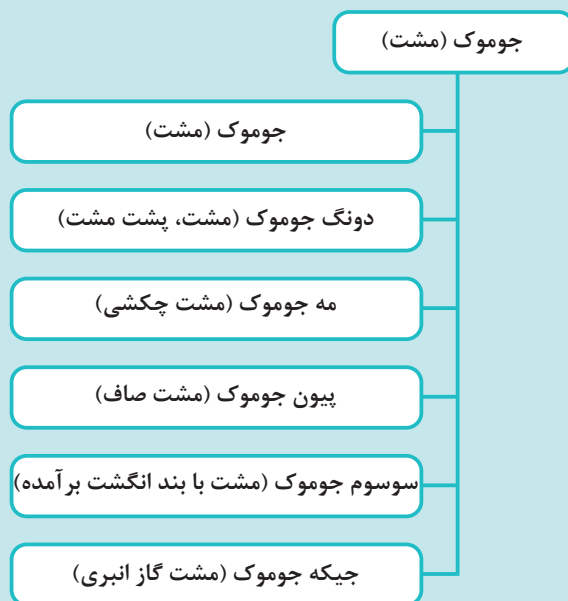 جوموک (مشت)
جوموک (مشت)
دونگ جوموک (مشت، پشت مشت)
مه جوموک (مشت چکشی)
پیون جوموک (مشت صاف)
سوسوم جوموک (مشت با بند انگشت برآمده)
جیکه جوموک (مشت گاز انبری)